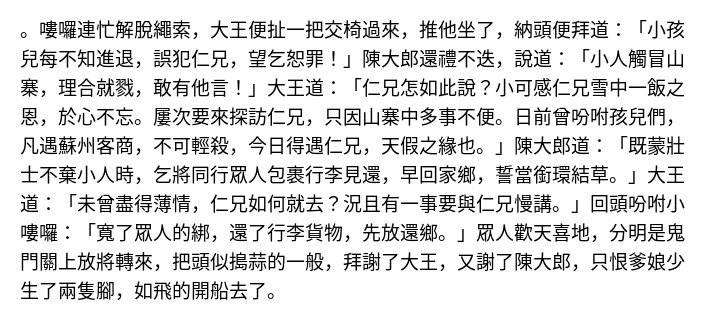 。嘍囉連忙解脫繩索，大王便扯一把交椅過來，推他坐了，納頭便拜道：「小孩
兒每不知進退，誤犯仁兄，望乞恕罪！」陳大郎還禮不迭，說道：「小人觸冒山
寨，理合就戮，敢有他言！」大王道：「仁兄怎如此說？小可感仁兄雪中一飯之
恩，於心不忘。屢次要來探訪仁兄，只因山寨中多事不便。日前曾吩咐孩兒們，
凡遇蘇州客商，不可輕殺，今日得遇仁兄，天假之緣也。」陳大郎道：「既蒙壯
士不棄小人時，乞將同行眾人包裹行李見還，早回家鄉，誓當銜環結草。」大王
道：「未曾盡得薄情，仁兄如何就去？況且有一事要與仁兄慢講。」回頭吩咐小
嘍囉：「寬了眾人的綁，還了行李貨物，先放還鄉。」眾人歡天喜地，分明是鬼
門關上放將轉來，把頭似搗蒜的一般，拜謝了大王，又謝了陳大郎，只恨爹娘少
生了兩隻腳，如飛的開船去了。